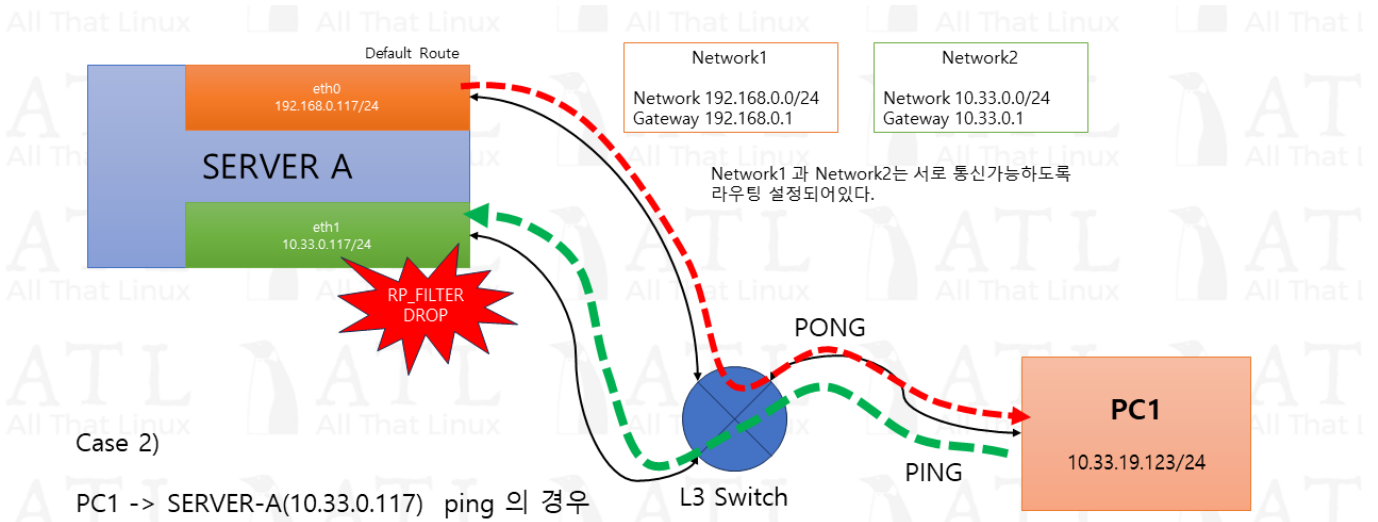 Default Route
eth0
192.168.0.117/24
SERVER A
eth1
10.33.0.117/24
RP_FILTER
DROP
Network1
Network 192.168.0.0/24
Gateway 192.168.0.1
Network2
Network 10.33.0.0/24
Gateway 10.33.0.1
Network1 과 Network2는 서로 통신가능하도록
라우팅 설정되어있다.
PONG
PING
L3 Switch
PC1
10.33.19.123/24
Case 2)
PC1 -> SERVER-A(10.33.0.117) ping 의 경우
ATL
All That Linux